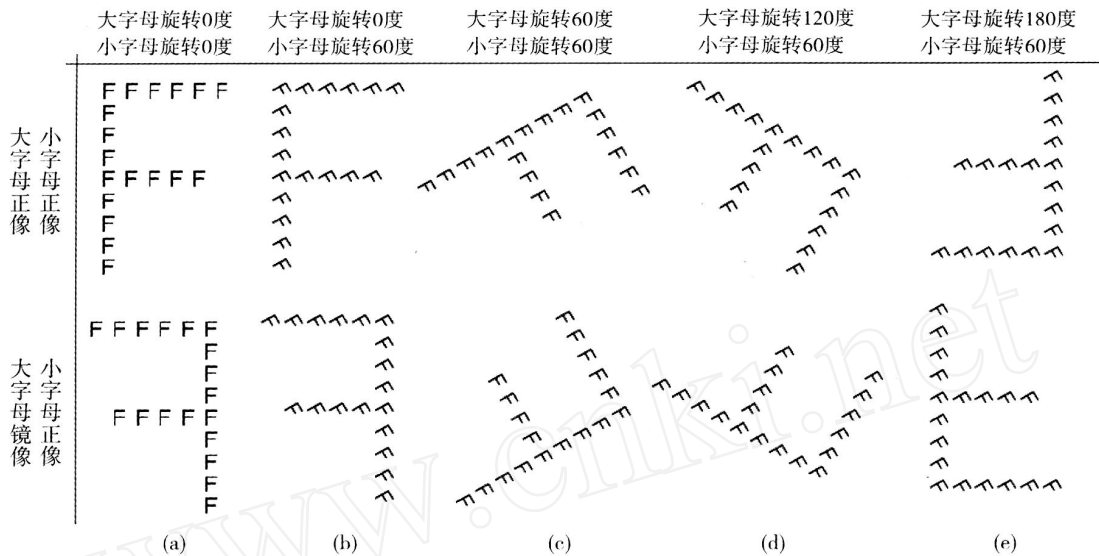 大字母旋转0度 大字母旋转0度 大字母旋转60度 大字母旋转120度 大字母旋转180度
小字母旋转0度 小字母旋转60度 小字母旋转60度 小字母旋转60度 小字母旋转60度
小字母正像
大字母正像
小字母正像
大字母镜像
(a) (b) (c) (d) (e)
www.cnki.net